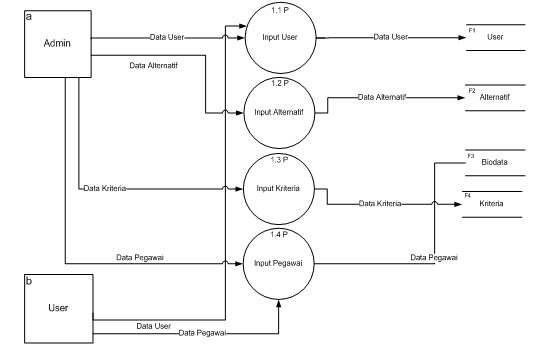 a
Admin
1.1 P
Input User
Data User
Data User
F1
User
Data Alternatif
1.2 P
Input Alternatif
Data Alternatif
F2
Alternatif
1.3 P
Input Kriteria
Data Kriteria
Data Kriteria
F3
Biodata
F4
Kriteria
1.4 P
Input Pegawai
Data Pegawai
Data Pegawai
b
User
Data User
Data Pegawai